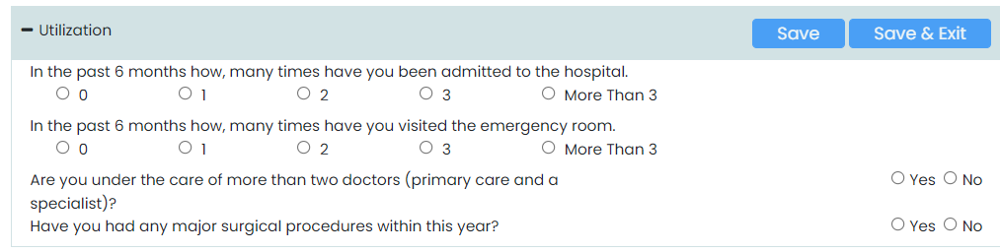 Utilization
Save
Save & Exit
In the past 6 months how, many times have you been admitted to the hospital.
0 1 2 3 More Than 3
In the past 6 months how, many times have you visited the emergency room.
0 1 2 3 More Than 3
Are you under the care of more than two doctors (primary care and a
specialist)?
Yes No
Have you had any major surgical procedures within this year?
Yes No